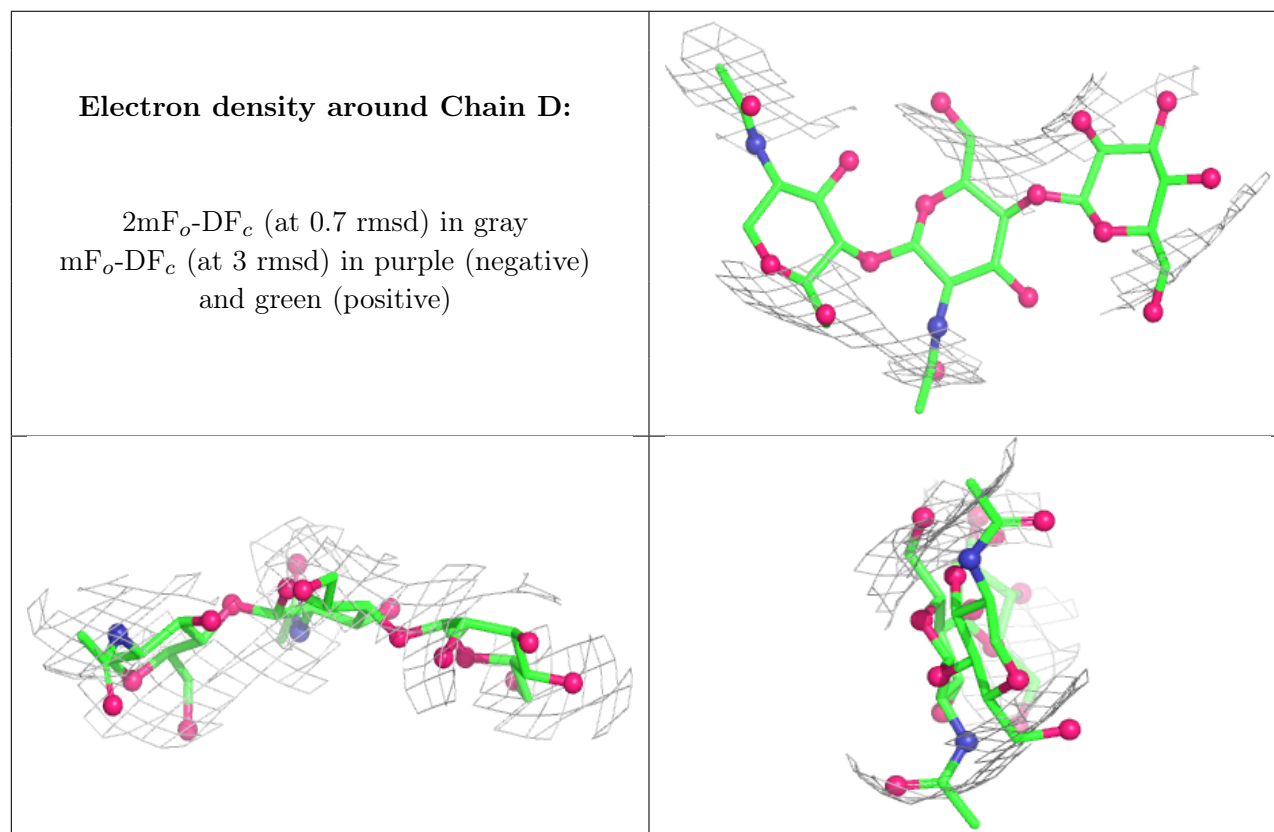 Electron density around Chain D:
2mFo-DFc (at 0.7 rmsd) in gray
mFo-DFc (at 3 rmsd) in purple (negative)
and green (positive)